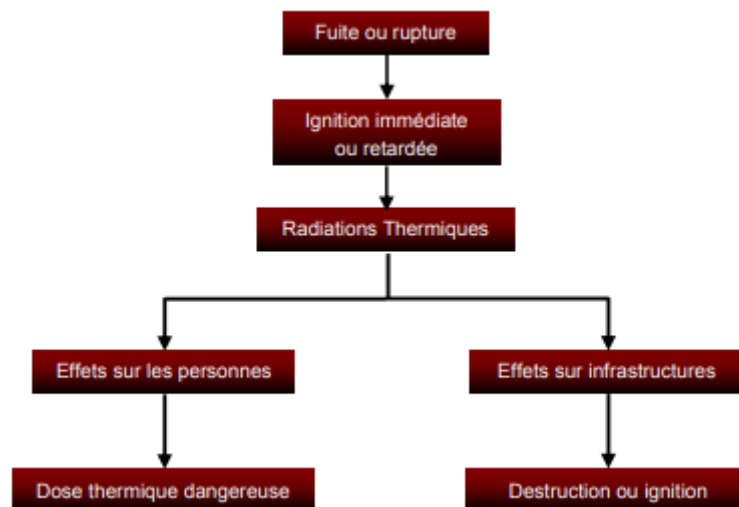 Fuite ou rupture
Ignition immédiate
ou retardée
Radiations Thermiques
Effets sur les personnes
Effets sur infrastructures
Dose thermique dangereuse
Destruction ou ignition